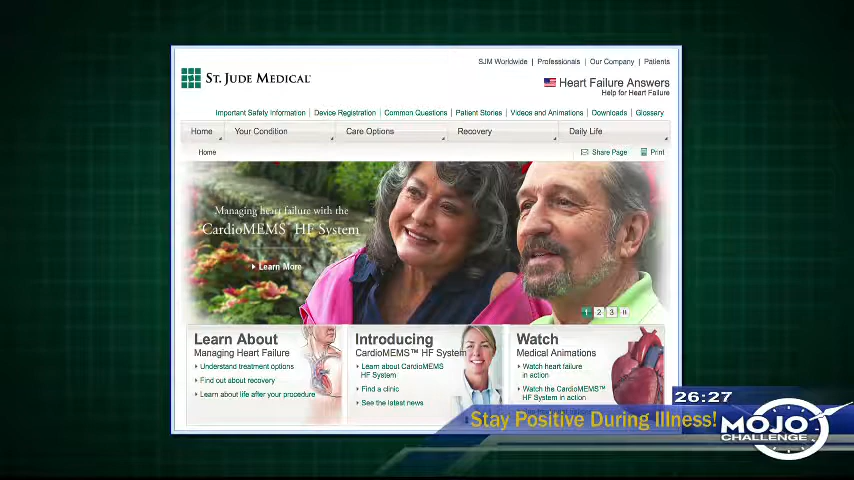 SJM Worldwide | Professionals | Our Company | Patients
ST. JUDE MEDICAL
Heart Failure Answers
Help for Heart Failure
Important Safety Information | Device Registration | Common Questions | Patient Stories | Videos and Animations | Downloads | Glossary
Home Your Condition Care Options Recovery Daily Life
Home
Share Page Print
Managing heart failure with the
CardioMEMS™ HF System
Learn More
1 2 3
Learn About
Managing Heart Failure
Understand treatment options
Find out about recovery
Learn about life after your procedure
Introducing
CardioMEMS™ HF System
Learn about CardioMEMS
HF System
Find a clinic
See the latest news
Watch
Medical Animations
Watch heart failure
in action
Watch the CardioMEMS™
HF System in action
26:27
Stay Positive During Illness!
MOJO
CHALLENGE